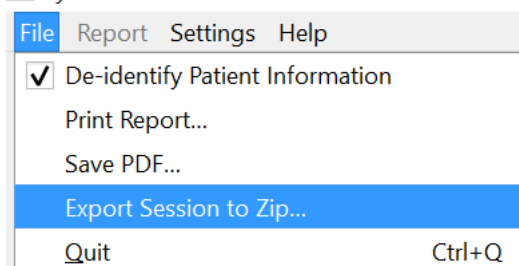 File Report Settings Help
De-identify Patient Information
Print Report...
Save PDF...
Export Session to Zip...
Quit Ctrl+Q